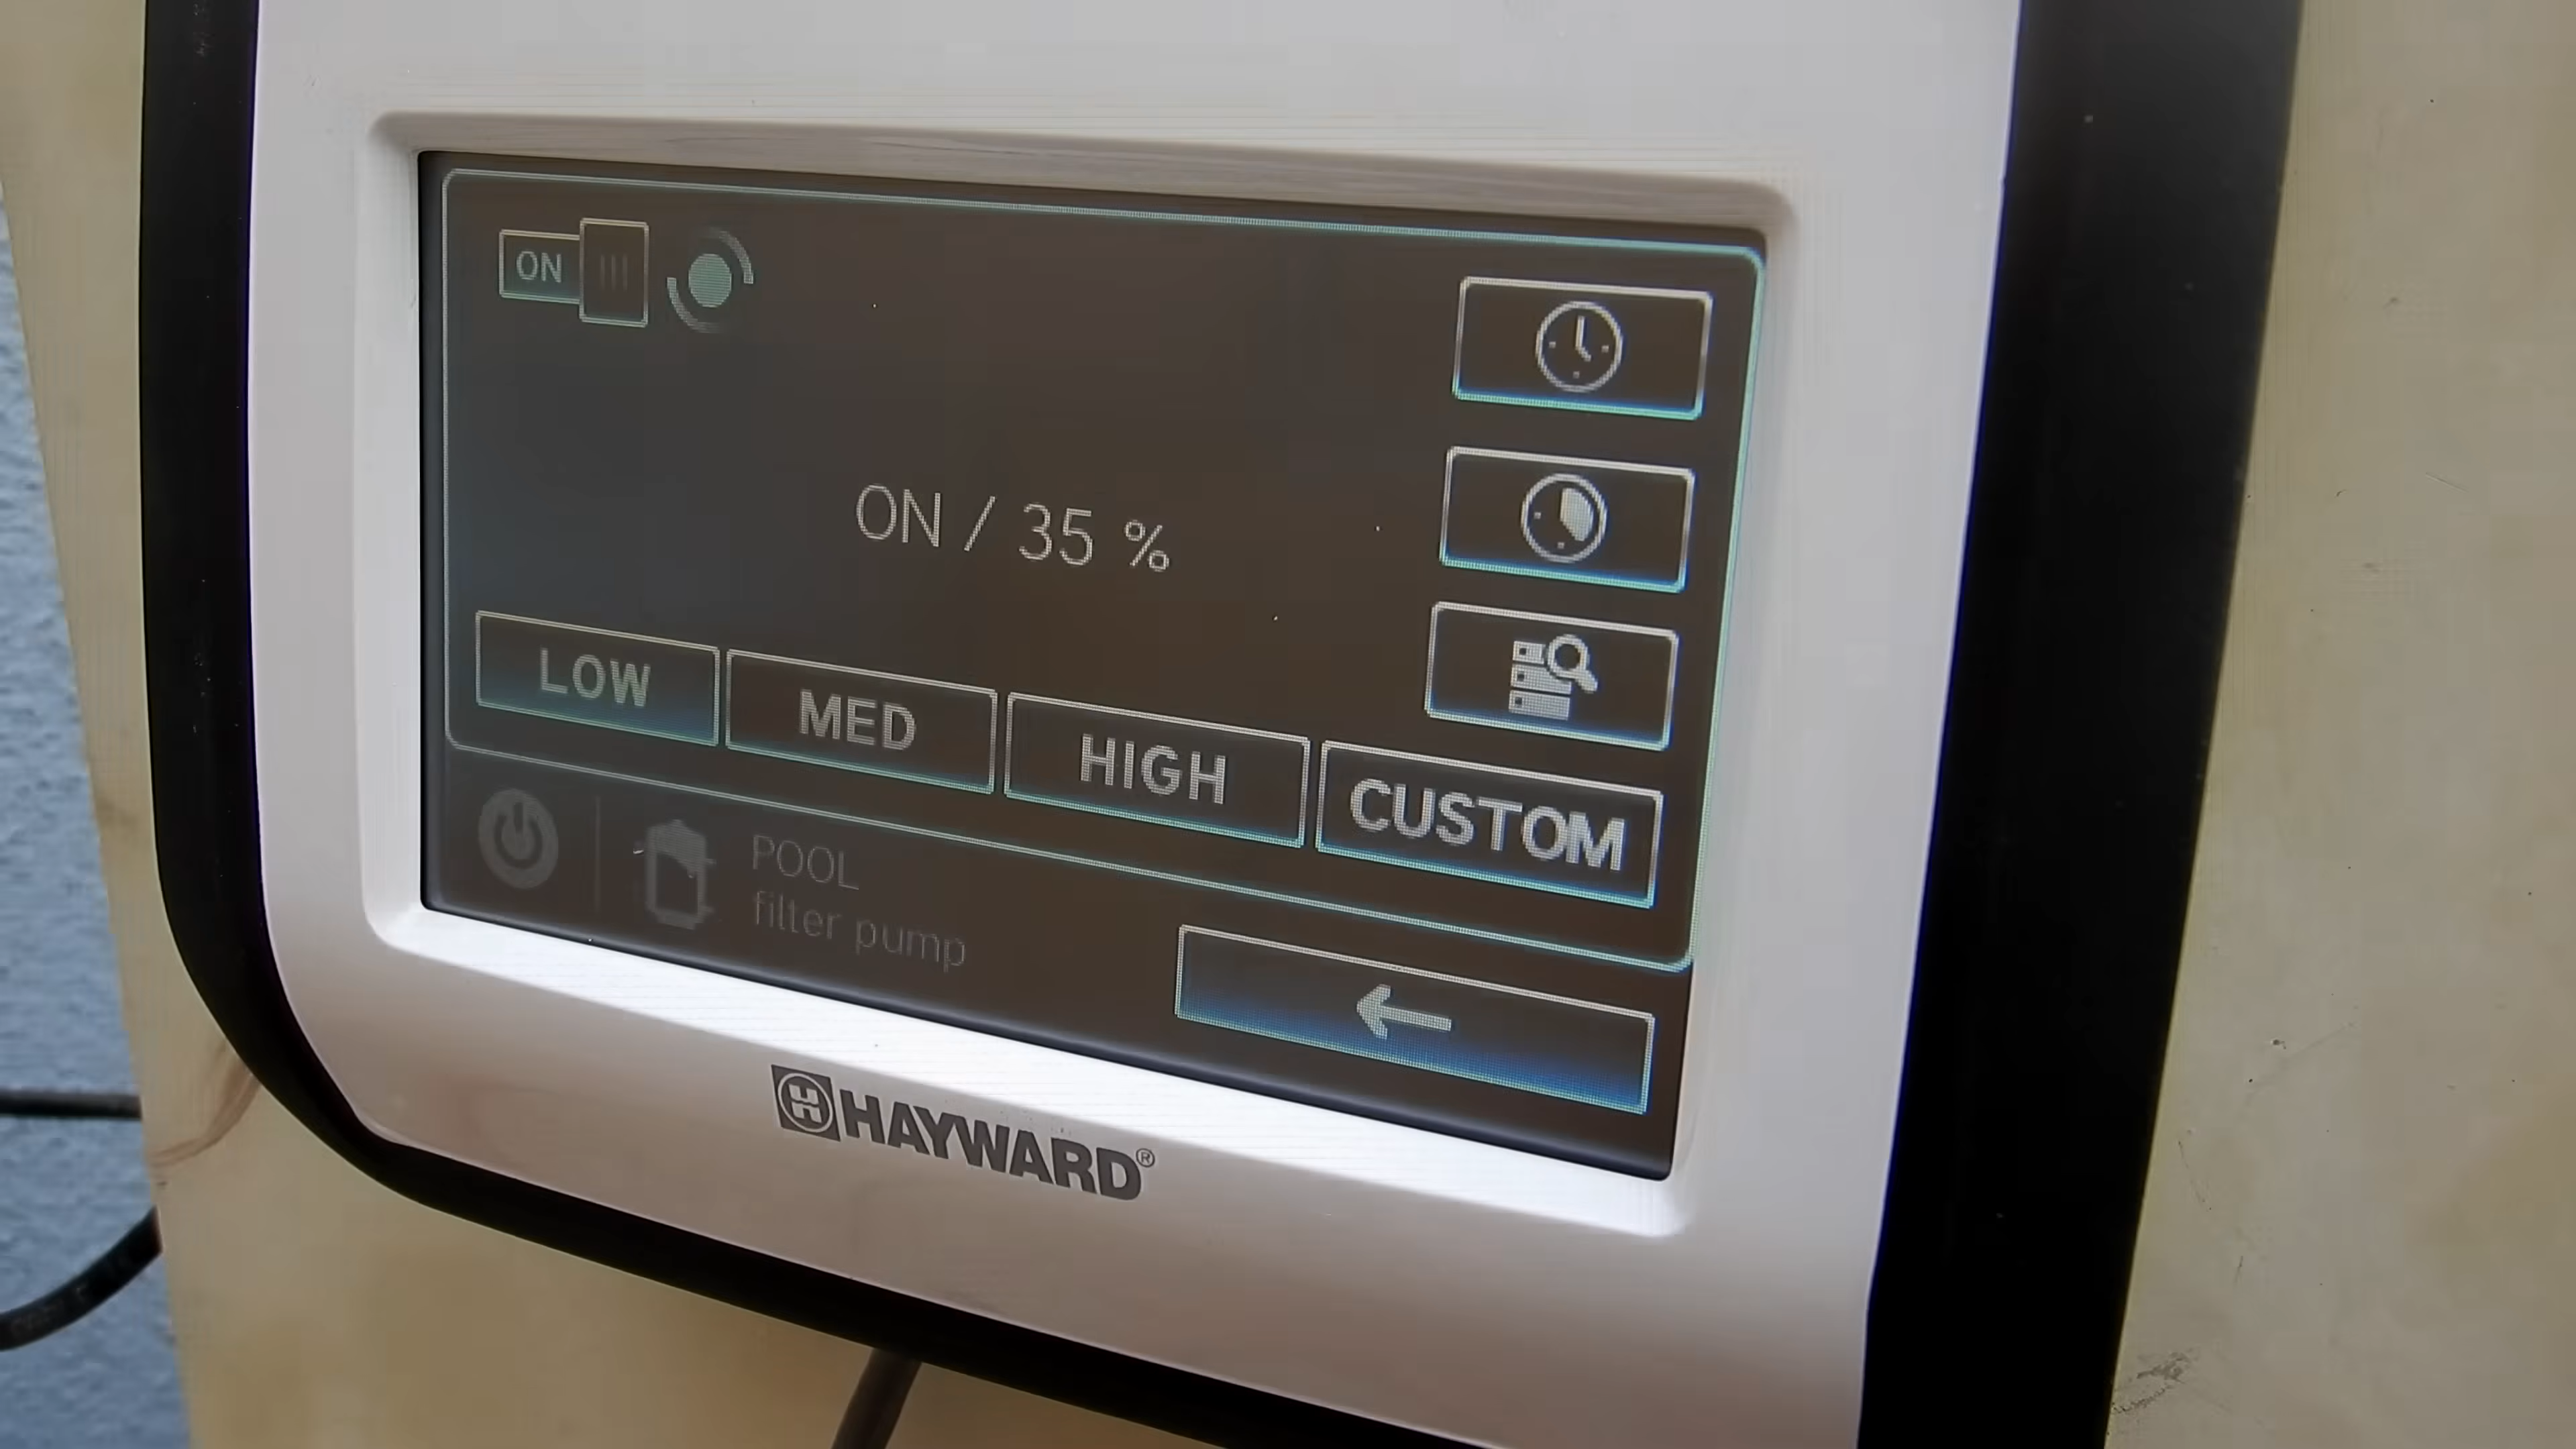 ON
ON / 35 %
LOW
MED
HIGH
CUSTOM
POOL
filter pump
HAYWARD®